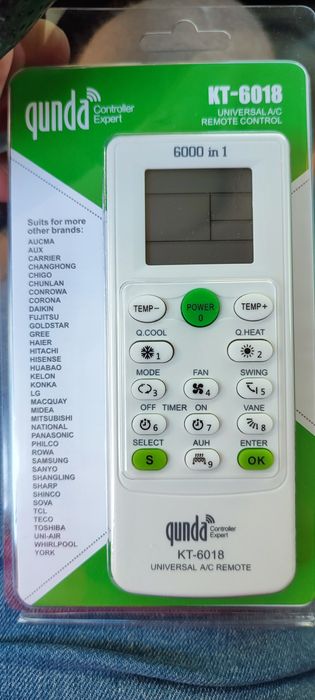 qunda Controller
Expert
KT-6018
UNIVERSAL A/C
REMOTE CONTROL
6000 in 1
Suits for more
other brands:
AUCMA
AUX
CARRIER
CHANGHONG
CHIGO
CHUNLAN
CONROWA
CORONA
DAIKIN
FUJITSU
GOLDSTAR
GREE
HAIER
HITACHI
HISENSE
HUABAO
KELON
KONKA
LG
MACQUAY
MIDEA
MITSUBISHI
NATIONAL
PANASONIC
PHILCO
ROWA
SAMSUNG
SANYO
SHANGLING
SHARP
SHINCO
SOVA
TCL
TECO
TOSHIBA
UNI-AIR
WHIRLPOOL
YORK
TEMP− POWER TEMP+
0
Q.COOL Q.HEAT
1 2
MODE FAN SWING
3 4 5
OFF TIMER ON VANE
6 7 8
SELECT AUH ENTER
S 9 OK
qunda Controller
Expert
KT-6018
UNIVERSAL A/C REMOTE